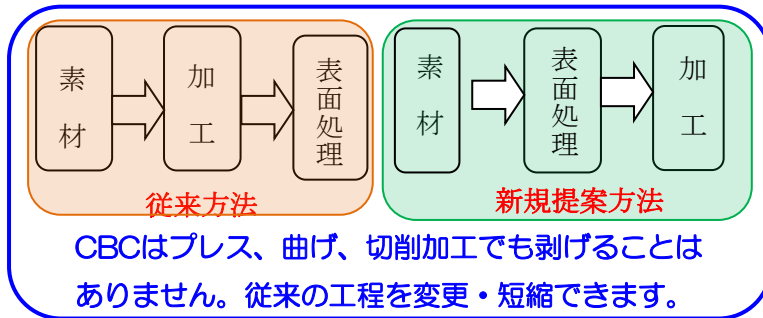 素材
加工
表面処理
従来方法
素材
表面処理
加工
新規提案方法
CBCはプレス、曲げ、切削加工でも剥げることは
ありません。従来の工程を変更・短縮できます。